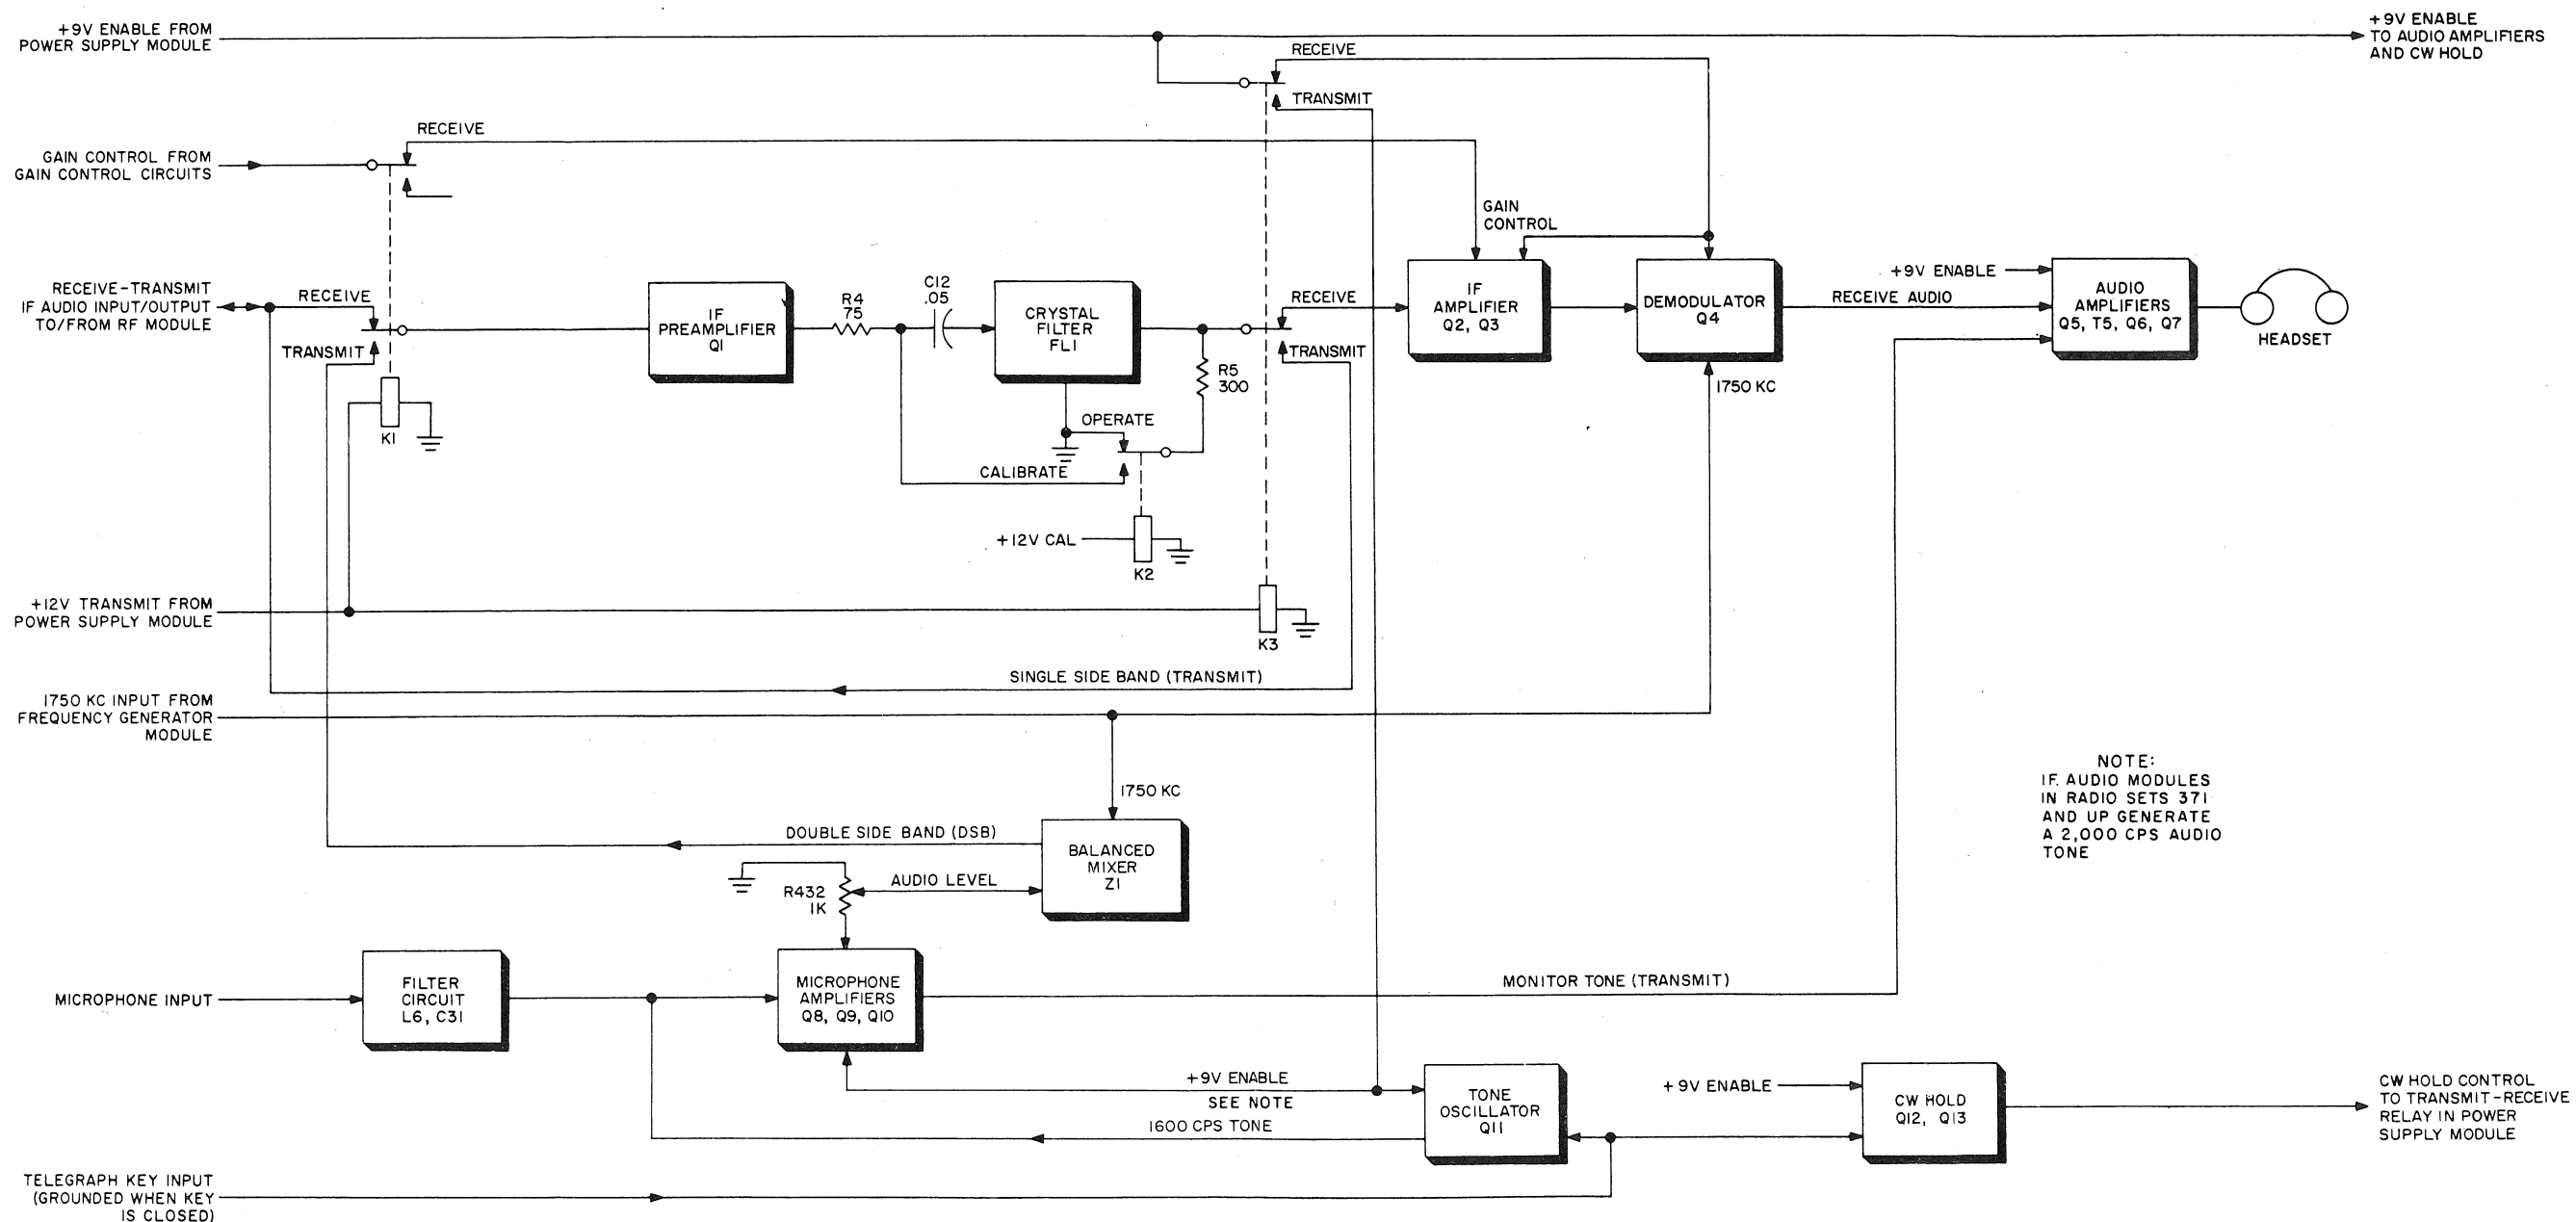 +9V ENABLE FROM
POWER SUPPLY MODULE
+9V ENABLE
TO AUDIO AMPLIFIERS
AND CW HOLD
RECEIVE
TRANSMIT
RECEIVE
GAIN CONTROL FROM
GAIN CONTROL CIRCUITS
GAIN
CONTROL
RECEIVE-TRANSMIT
IF AUDIO INPUT/OUTPUT
TO/FROM RF MODULE
RECEIVE
TRANSMIT
K1
IF
PREAMPLIFIER
Q1
R4
75
C12
.05
CRYSTAL
FILTER
FL1
R5
300
RECEIVE
TRANSMIT
IF
AMPLIFIER
Q2, Q3
DEMODULATOR
Q4
1750 KC
+9V ENABLE
RECEIVE AUDIO
AUDIO
AMPLIFIERS
Q5, T5, Q6, Q7
HEADSET
OPERATE
CALIBRATE
+12V CAL
K2
+12V TRANSMIT FROM
POWER SUPPLY MODULE
K3
SINGLE SIDE BAND (TRANSMIT)
1750 KC INPUT FROM
FREQUENCY GENERATOR
MODULE
1750 KC
NOTE:
IF. AUDIO MODULES
IN RADIO SETS 371
AND UP GENERATE
A 2,000 CPS AUDIO
TONE
DOUBLE SIDE BAND (DSB)
BALANCED
MIXER
Z1
R432
1K
AUDIO LEVEL
MICROPHONE INPUT
FILTER
CIRCUIT
L6, C31
MICROPHONE
AMPLIFIERS
Q8, Q9, Q10
MONITOR TONE (TRANSMIT)
+9V ENABLE
SEE NOTE
1600 CPS TONE
TONE
OSCILLATOR
Q11
+9V ENABLE
CW HOLD
Q12, Q13
CW HOLD CONTROL
TO TRANSMIT-RECEIVE
RELAY IN POWER
SUPPLY MODULE
TELEGRAPH KEY INPUT
(GROUNDED WHEN KEY
IS CLOSED)